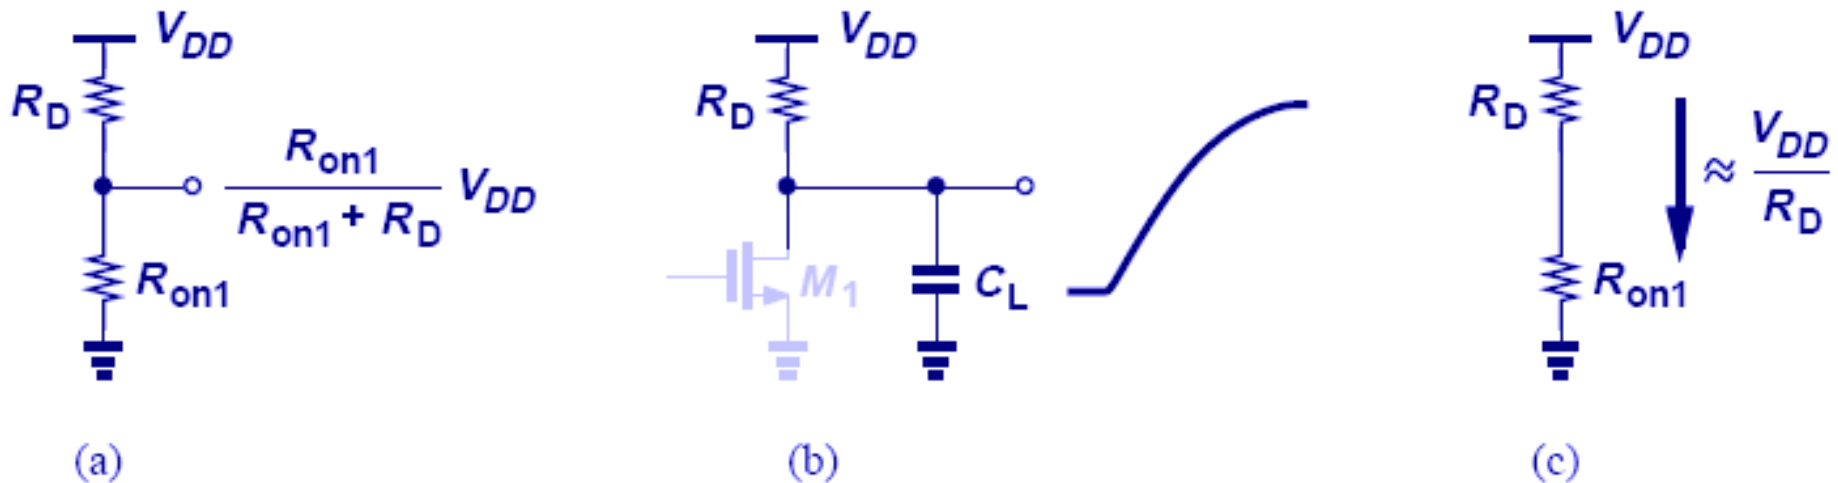 V_DD
R_D
R_on1
R_on1 / (R_on1 + R_D) V_DD
(a)
V_DD
R_D
M_1
C_L
(b)
V_DD
R_D
R_on1
≈ V_DD / R_D
(c)